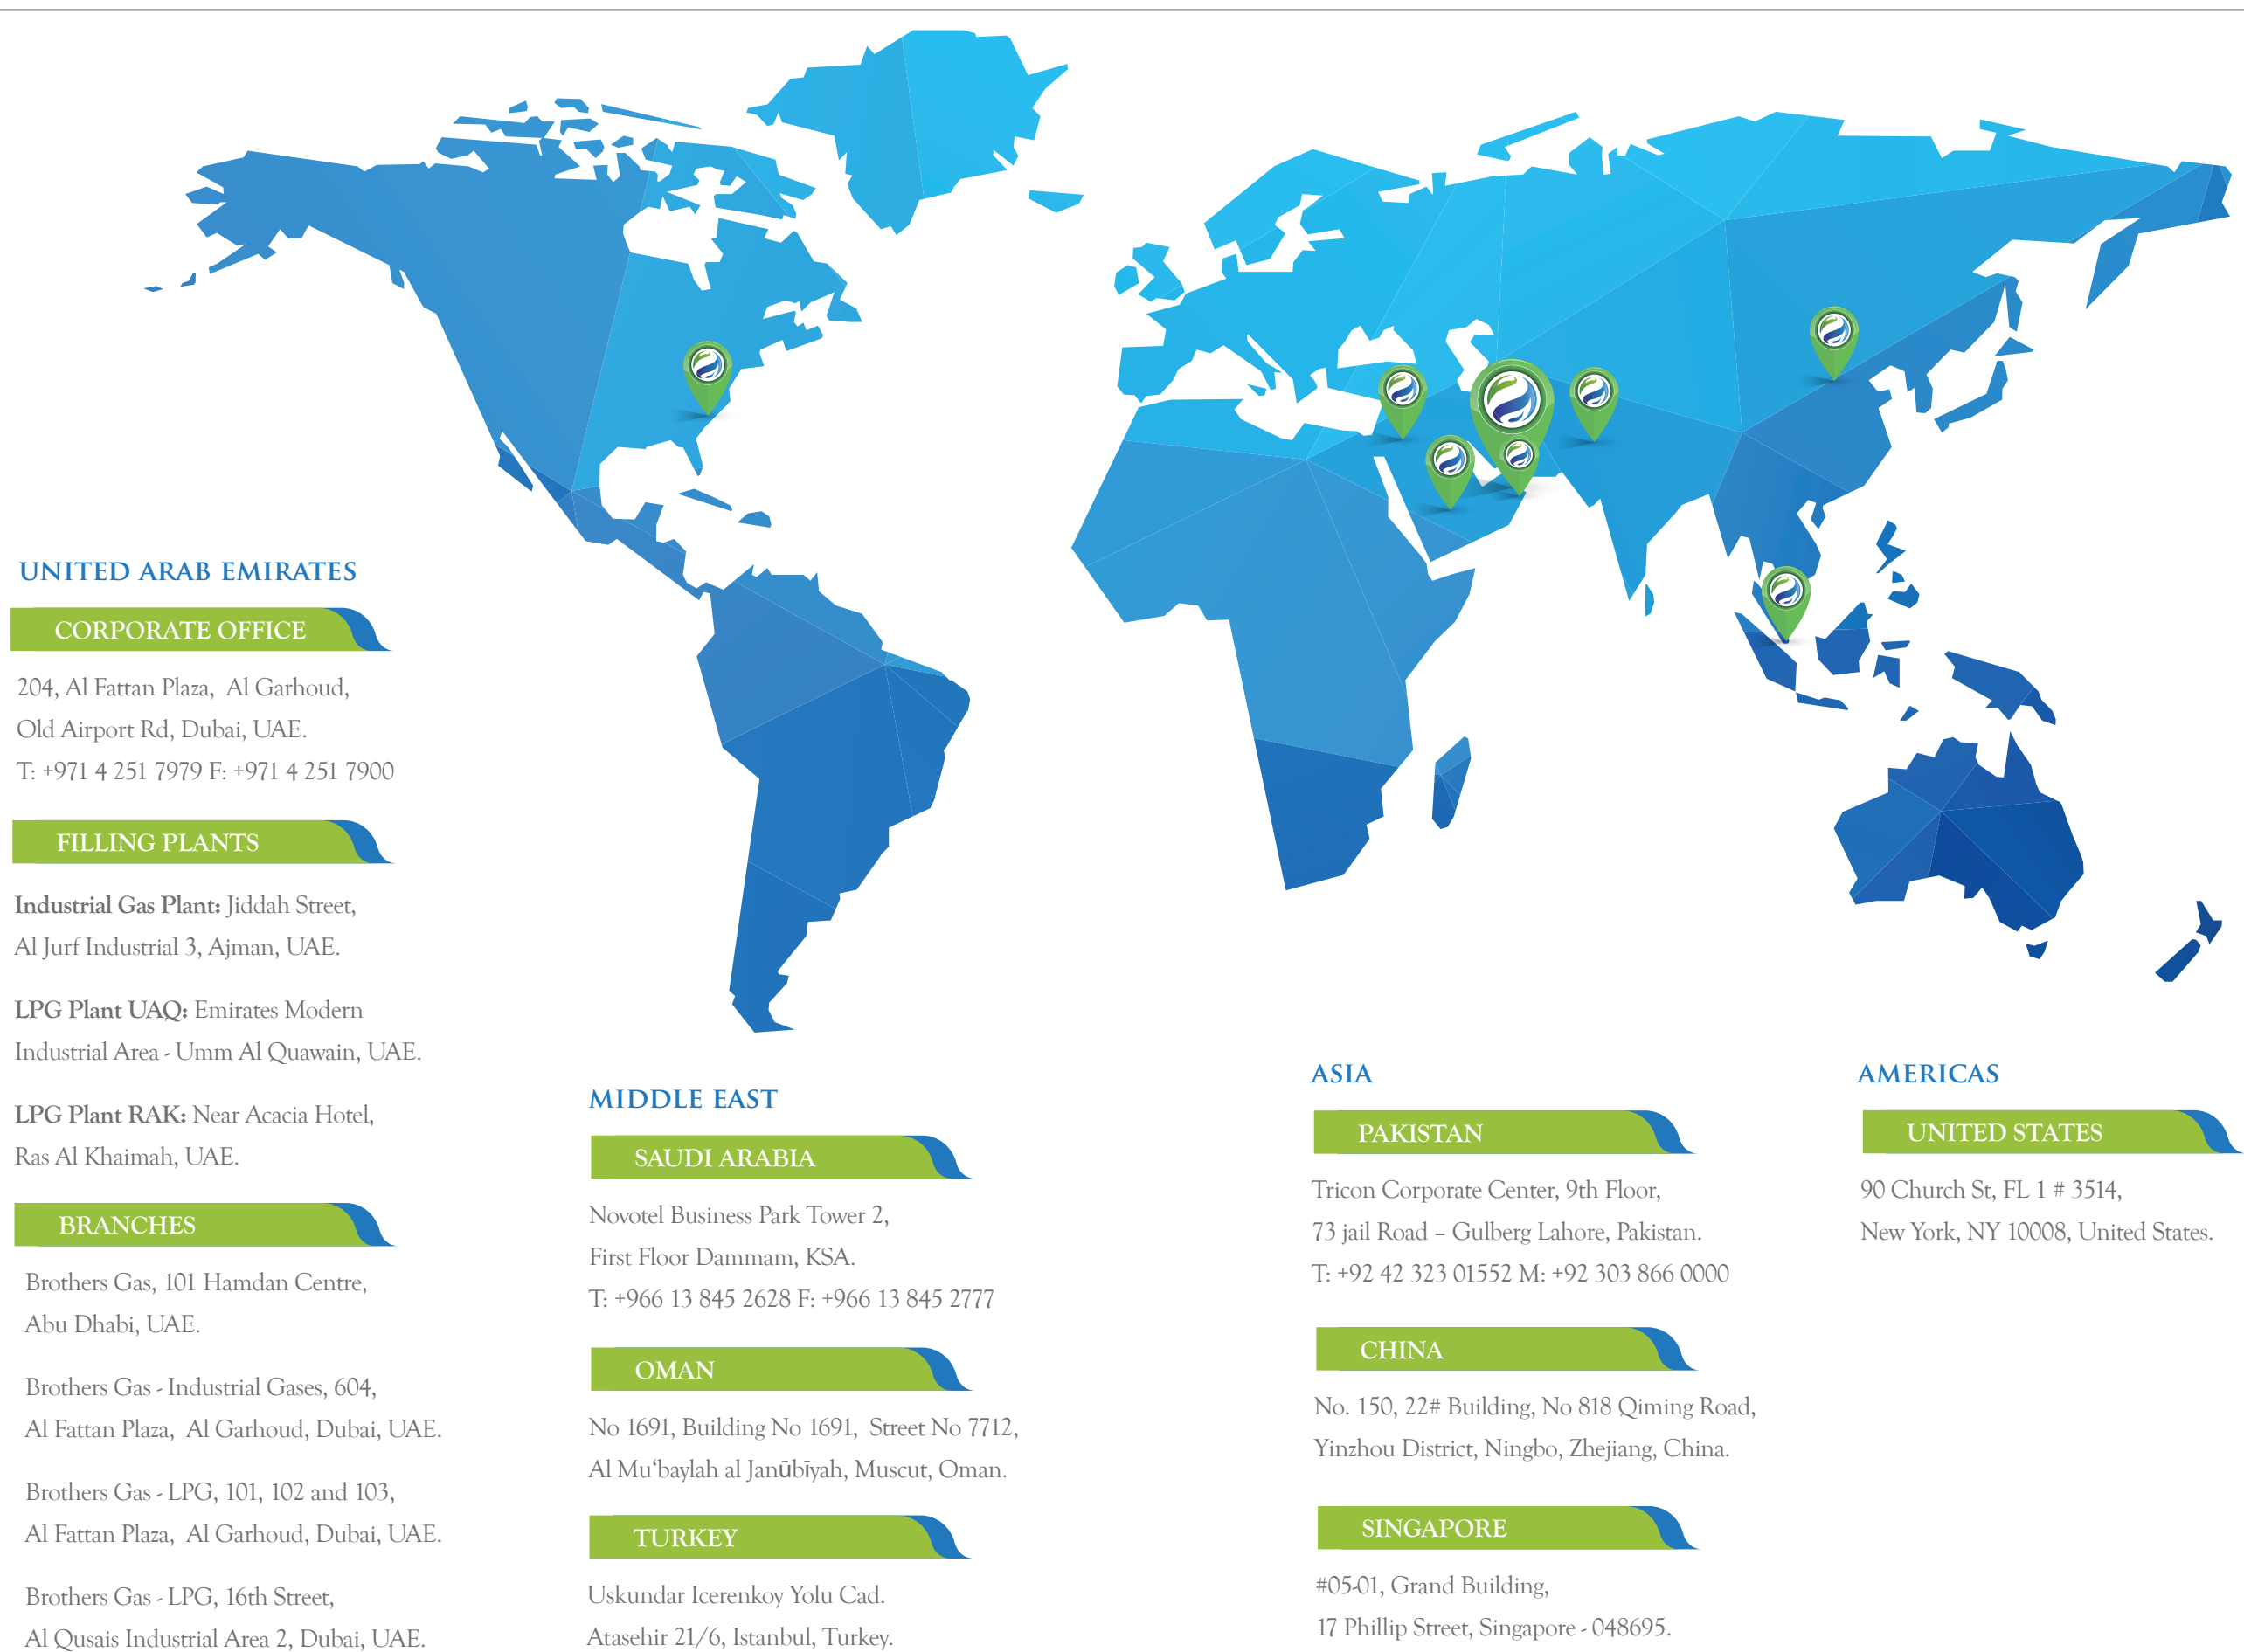 UNITED ARAB EMIRATES
CORPORATE OFFICE
204, Al Fattan Plaza, Al Garhoud,
Old Airport Rd, Dubai, UAE.
T: +971 4 251 7979 F: +971 4 251 7900
FILLING PLANTS
Industrial Gas Plant: Jiddah Street,
Al Jurf Industrial 3, Ajman, UAE.
LPG Plant UAQ: Emirates Modern
Industrial Area - Umm Al Quawain, UAE.
LPG Plant RAK: Near Acacia Hotel,
Ras Al Khaimah, UAE.
BRANCHES
Brothers Gas, 101 Hamdan Centre,
Abu Dhabi, UAE.
Brothers Gas - Industrial Gases, 604,
Al Fattan Plaza, Al Garhoud, Dubai, UAE.
Brothers Gas - LPG, 101, 102 and 103,
Al Fattan Plaza, Al Garhoud, Dubai, UAE.
Brothers Gas - LPG, 16th Street,
Al Qusais Industrial Area 2, Dubai, UAE.
MIDDLE EAST
SAUDI ARABIA
Novotel Business Park Tower 2,
First Floor Dammam, KSA.
T: +966 13 845 2628 F: +966 13 845 2777
OMAN
No 1691, Building No 1691, Street No 7712,
Al Mu‘baylah al Janūbīyah, Muscut, Oman.
TURKEY
Uskundar Icerenkoy Yolu Cad.
Atasehir 21/6, Istanbul, Turkey.
ASIA
PAKISTAN
Tricon Corporate Center, 9th Floor,
73 jail Road – Gulberg Lahore, Pakistan.
T: +92 42 323 01552 M: +92 303 866 0000
CHINA
No. 150, 22# Building, No 818 Qiming Road,
Yinzhou District, Ningbo, Zhejiang, China.
SINGAPORE
#05-01, Grand Building,
17 Phillip Street, Singapore - 048695.
AMERICAS
UNITED STATES
90 Church St, FL 1 # 3514,
New York, NY 10008, United States.